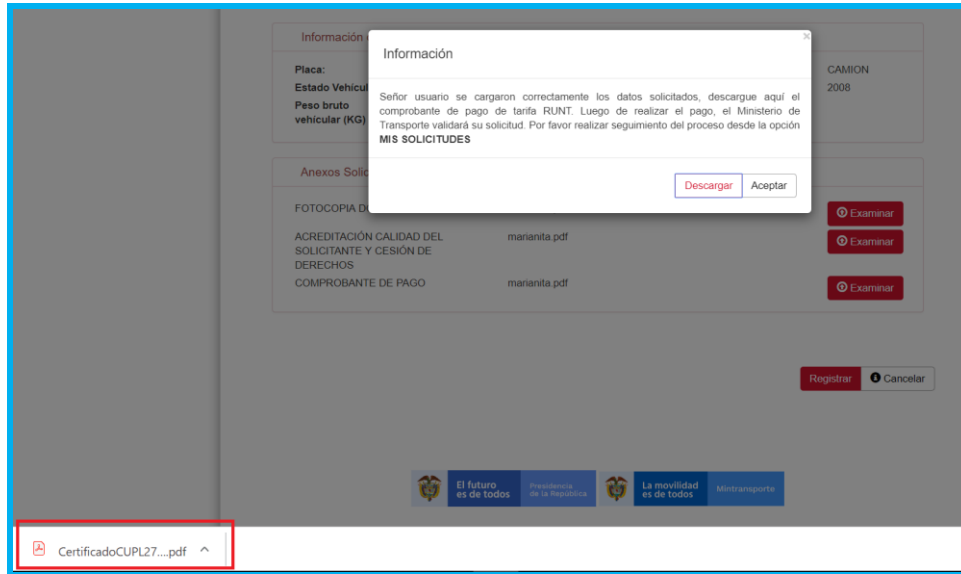 Información
Información
Placa:
CAMION
Estado Vehícul
2008
Peso bruto
vehicular (KG)
Señor usuario se cargaron correctamente los datos solicitados, descargue aquí el
comprobante de pago de tarifa RUNT. Luego de realizar el pago, el Ministerio de
Transporte validará su solicitud. Por favor realizar seguimiento del proceso desde la opción
MIS SOLICITUDES
Descargar Aceptar
Anexos Solic
FOTOCOPIA D
Examinar
ACREDITACIÓN CALIDAD DEL marianita.pdf Examinar
SOLICITANTE Y CESIÓN DE
DERECHOS
COMPROBANTE DE PAGO marianita.pdf Examinar
Registrar Cancelar
El futuro
es de todos
Presidencia
de la República
La movilidad
es de todos
Mintransporte
CertificadoCUPL27....pdf